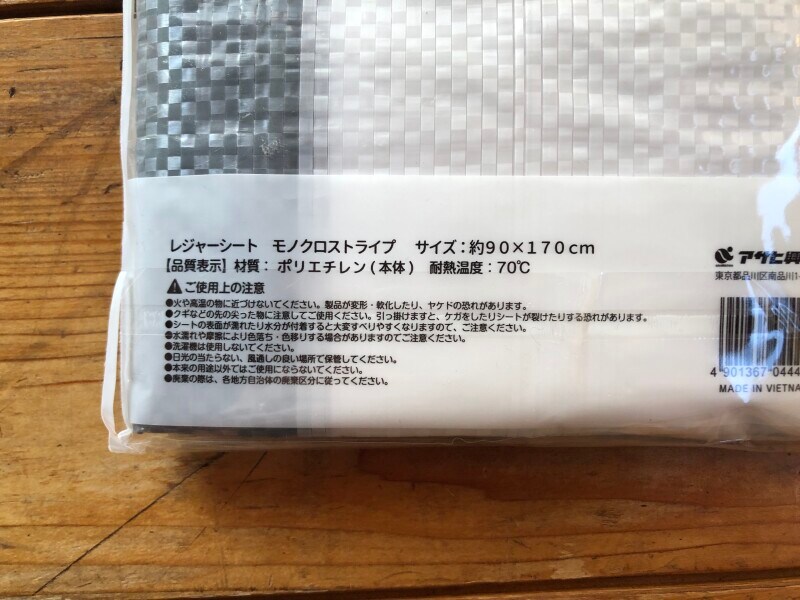 レジャーシート モノクロストライプ サイズ：約90×170cm
【品質表示】材質： ポリエチレン(本体) 耐熱温度：70℃
⚠ご使用上の注意
●火や高温の物に近づけないでください。製品が変形・軟化したり、ヤケドの恐れがあります。
●クギなどの先の尖った物に注意してご使用ください。引っ掛けますと、ケガをしたりシートが裂けたりする恐れがあります。
●シートの表面が濡れたり水分が付着すると大変すべりやすくなりますので、ご注意ください。
●水濡れや摩擦により色落ち・色移りする場合がありますのでご注意ください。
●洗濯機は使用しないでください。
●日光の当たらない、風通しの良い場所で保管してください。
●本来の用途以外ではご使用にならないでください。
●廃棄の際は、各地方自治体の廃棄区分に従ってください。
アサヒ興
東京都品川区南品川1-
4 901367 0444
MADE IN VIETNA